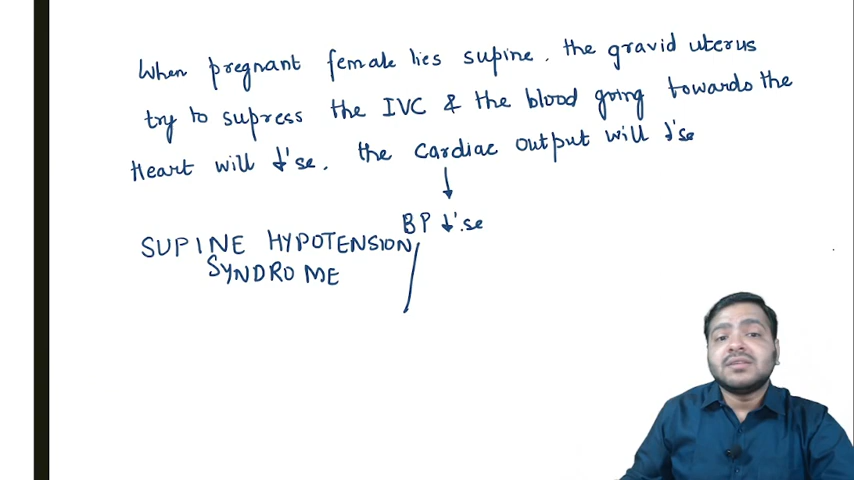 When pregnant female lies supine. the gravid uterus
try to supress the IVC & the blood going towards the
Heart will ↓'se. the cardiac output will ↓'se
↓
BP ↓'se
SUPINE HYPOTENSION /
SYNDROME